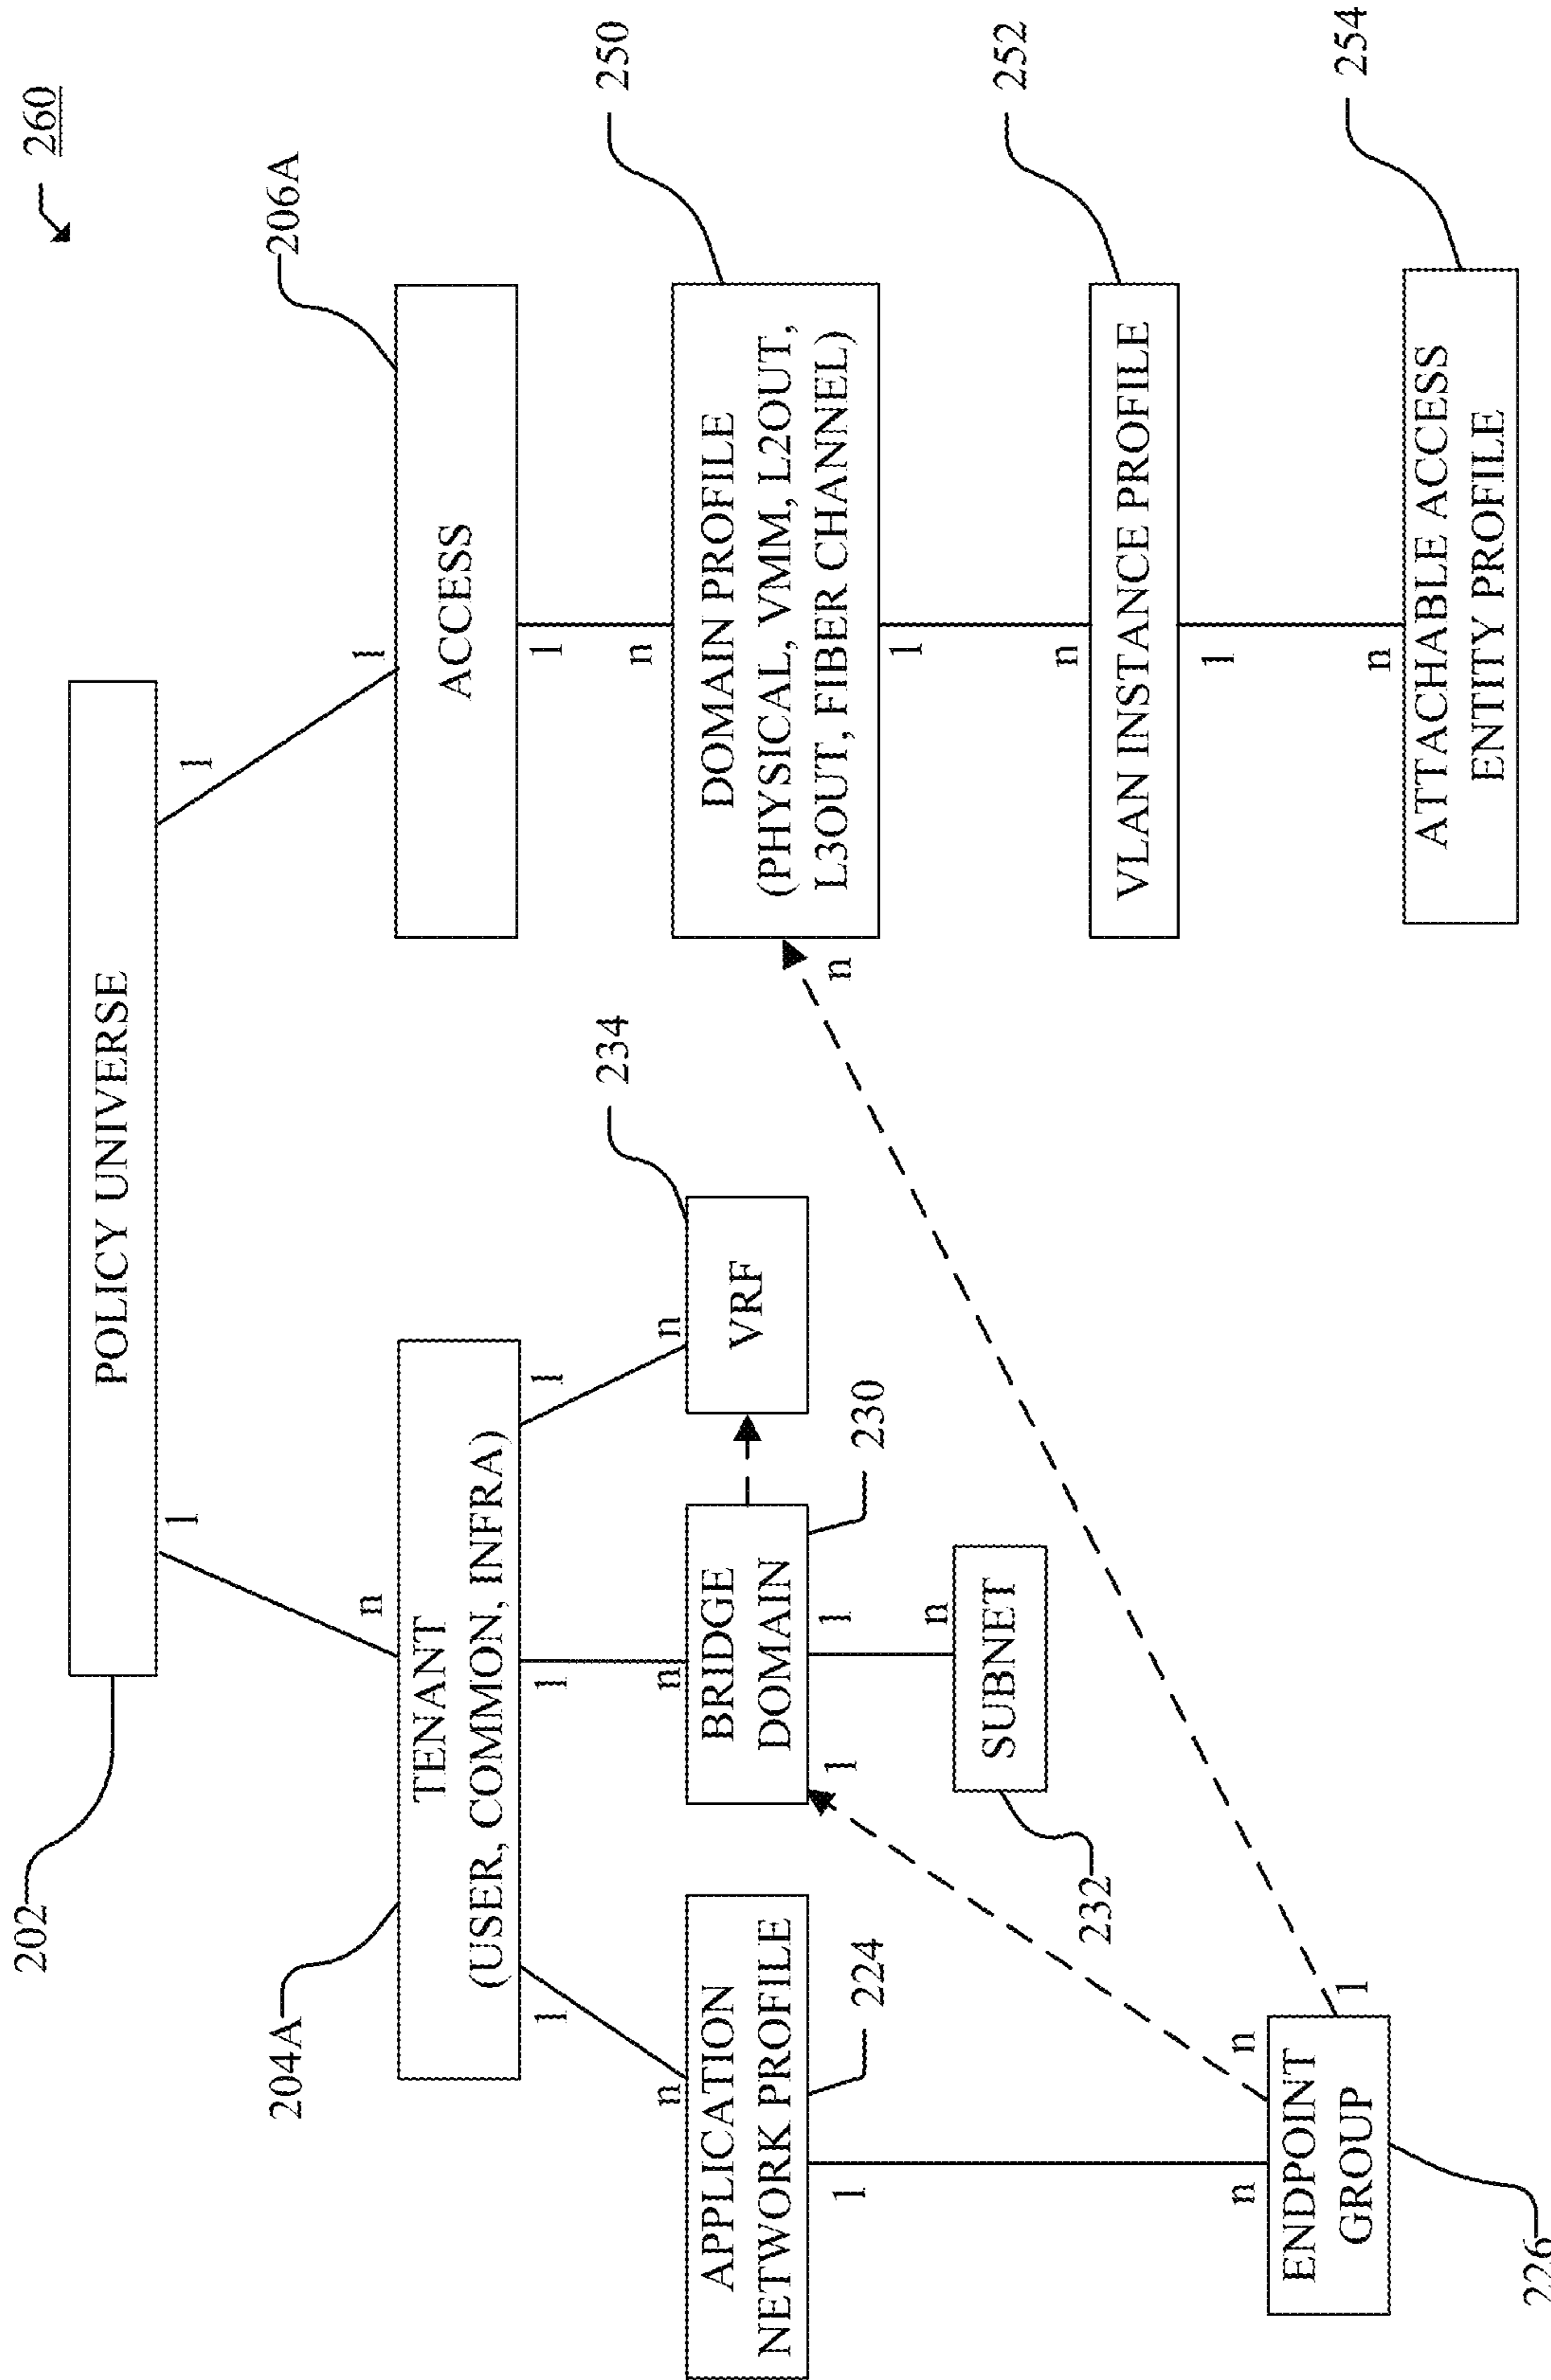 260
202
POLICY UNIVERSE
1
1
n
1
204A
206A
TENANT
(USER, COMMON, INFRA)
ACCESS
1
1
1
1
n
n
n
n
APPLICATION
NETWORK PROFILE
BRIDGE
DOMAIN
VRF
234
DOMAIN PROFILE
(PHYSICAL, VMM, L2OUT,
L3OUT, FIBER CHANNEL)
250
224
230
1
1
1
n
1
n
n
SUBNET
232
VLAN INSTANCE PROFILE
252
1
n
n
n
1
ENDPOINT
GROUP
226
ATTACHABLE ACCESS
ENTITY PROFILE
254